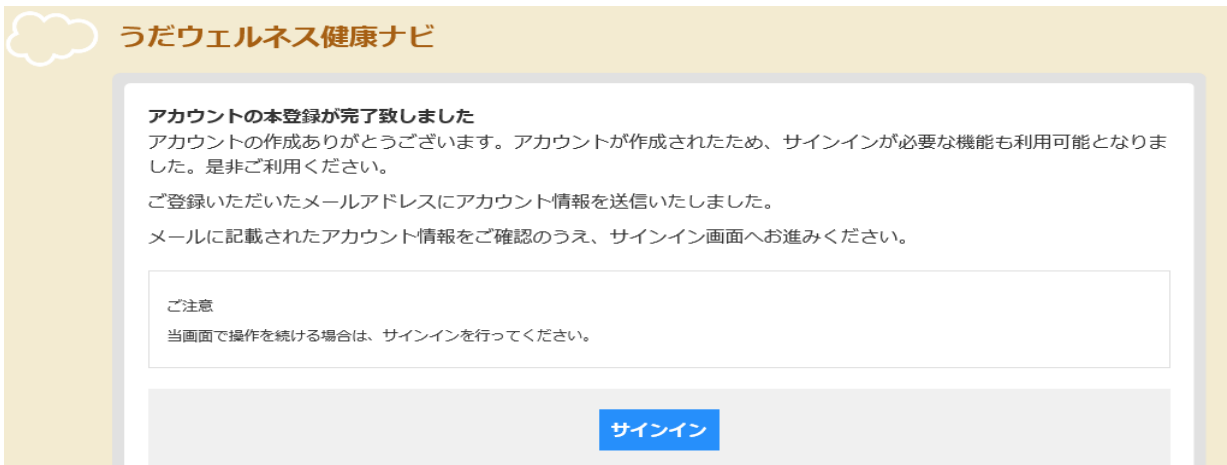 うだウェルネス健康ナビ
アカウントの本登録が完了致しました
アカウントの作成ありがとうございます。アカウントが作成されたため、サインインが必要な機能も利用可能となりま
した。是非ご利用ください。
ご登録いただいたメールアドレスにアカウント情報を送信いたしました。
メールに記載されたアカウント情報をご確認のうえ、サインイン画面へお進みください。
ご注意
当画面で操作を続ける場合は、サインインを行ってください。
サインイン